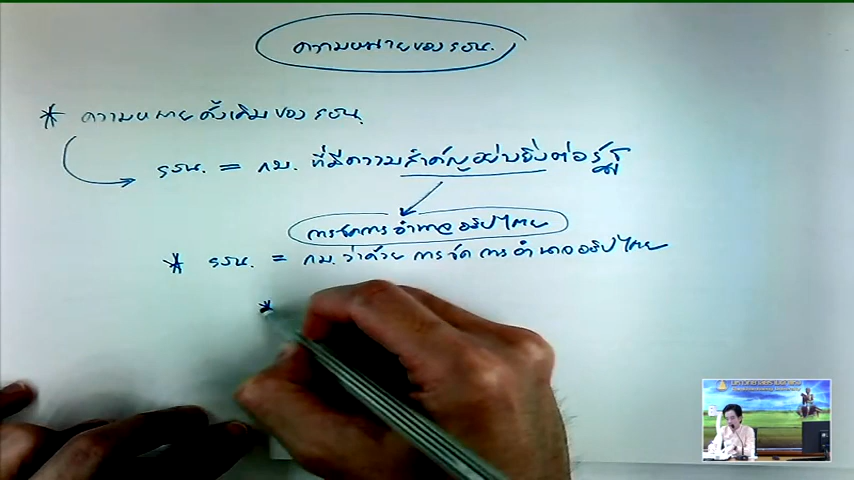 ความหมายของ รธน.
* ความหมายดั้งเดิมของ รธน.
รธน. = กม. ที่มีความสำคัญอย่างยิ่งต่อรัฐ
การจัดการอำนาจอธิปไตย
* รธน. = กม. ว่าด้วย การจัดการอำนาจอธิปไตย
*